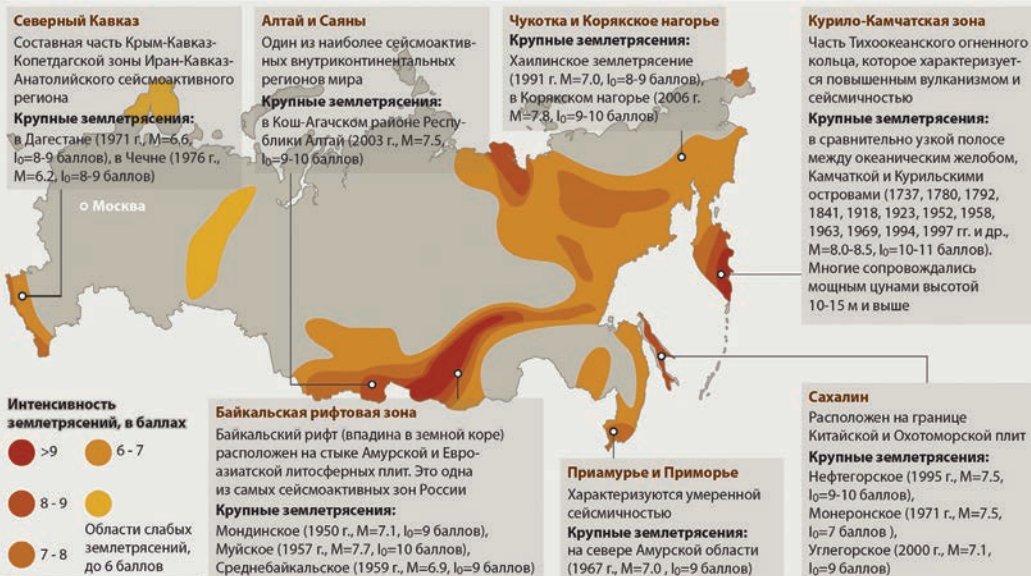 Северный Кавказ
Составная часть Крым-Кавказ-
Копетдагской зоны Иран-Кавказ-
Анатолийского сейсмоактивного
региона
Крупные землетрясения:
в Дагестане (1971 г., М=6,6,
I₀=8-9 баллов), в Чечне (1976 г.,
М=6.2, I₀=8-9 баллов)
Алтай и Саяны
Один из наиболее сейсмоактив-
ных внутриконтинентальных
регионов мира
Крупные землетрясения:
в Кош-Агачском районе Респу-
блики Алтай (2003 г., М=7.5,
I₀=9-10 баллов)
Чукотка и Корякское нагорье
Крупные землетрясения:
Хаилинское землетрясение
(1991 г. М=7.0, I₀=8-9 баллов),
в Корякском нагорье (2006 г.
М=7.8, I₀=9-10 баллов)
Курило-Камчатская зона
Часть Тихоокеанского огненного
кольца, которое характеризует-
ся повышенным вулканизмом и
сейсмичностью
Крупные землетрясения:
в сравнительно узкой полосе
между океаническим желобом,
Камчаткой и Курильскими
островами (1737, 1780, 1792,
1841, 1918, 1923, 1952, 1958,
1963, 1969, 1994, 1997 гг. и др.,
М=8.0-8.5, I₀=10-11 баллов).
Многие сопровождались
мощным цунами высотой
10-15 м и выше
Москва
Интенсивность
землетрясений, в баллах
>9
6 - 7
8 - 9
7 - 8
Области слабых
землетрясений,
до 6 баллов
Байкальская рифтовая зона
Байкальский рифт (впадина в земной коре)
расположен на стыке Амурской и Евро-
азиатской литосферных плит. Это одна
из самых сейсмоактивных зон России
Крупные землетрясения:
Мондинское (1950 г., М=7.1, I₀=9 баллов),
Муйское (1957 г., М=7.7, I₀=10 баллов),
Среднебайкальское (1959 г., М=6.9, I₀=9 баллов)
Приамурье и Приморье
Характеризуются умеренной
сейсмичностью
Крупные землетрясения:
на севере Амурской области
(1967 г., М=7.0 , I₀=9 баллов)
Сахалин
Расположен на границе
Китайской и Охотоморской плит
Крупные землетрясения:
Нефтегорское (1995 г., М=7.5,
I₀=9-10 баллов),
Монеронское (1971 г., М=7.5,
I₀=7 баллов ),
Углегорское (2000 г., М=7.1,
I₀=9 баллов)